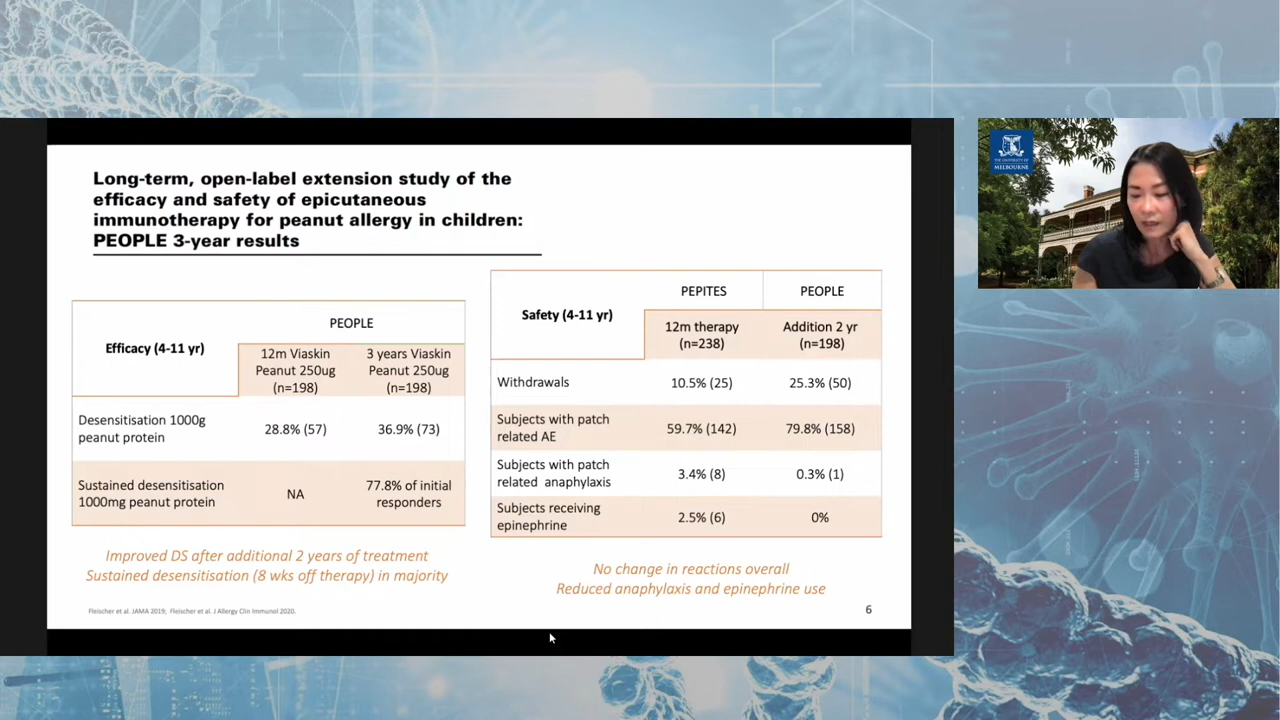 Long-term, open-label extension study of the
efficacy and safety of epicutaneous
immunotherapy for peanut allergy in children:
PEOPLE 3-year results
Efficacy (4-11 yr)
PEOPLE
12m Viaskin
Peanut 250ug
(n=198)
3 years Viaskin
Peanut 250ug
(n=198)
Desensitisation 1000g
peanut protein
28.8% (57)
36.9% (73)
Sustained desensitisation
1000mg peanut protein
NA
77.8% of initial
responders
Improved DS after additional 2 years of treatment
Sustained desensitisation (8 wks off therapy) in majority
Safety (4-11 yr)
PEPITES
PEOPLE
12m therapy
(n=238)
Addition 2 yr
(n=198)
Withdrawals
10.5% (25)
25.3% (50)
Subjects with patch
related AE
59.7% (142)
79.8% (158)
Subjects with patch
related anaphylaxis
3.4% (8)
0.3% (1)
Subjects receiving
epinephrine
2.5% (6)
0%
No change in reactions overall
Reduced anaphylaxis and epinephrine use
Fleischer et al. JAMA 2019; Fleischer et al. J Allergy Clin Immunol 2020.
6
THE UNIVERSITY OF
MELBOURNE